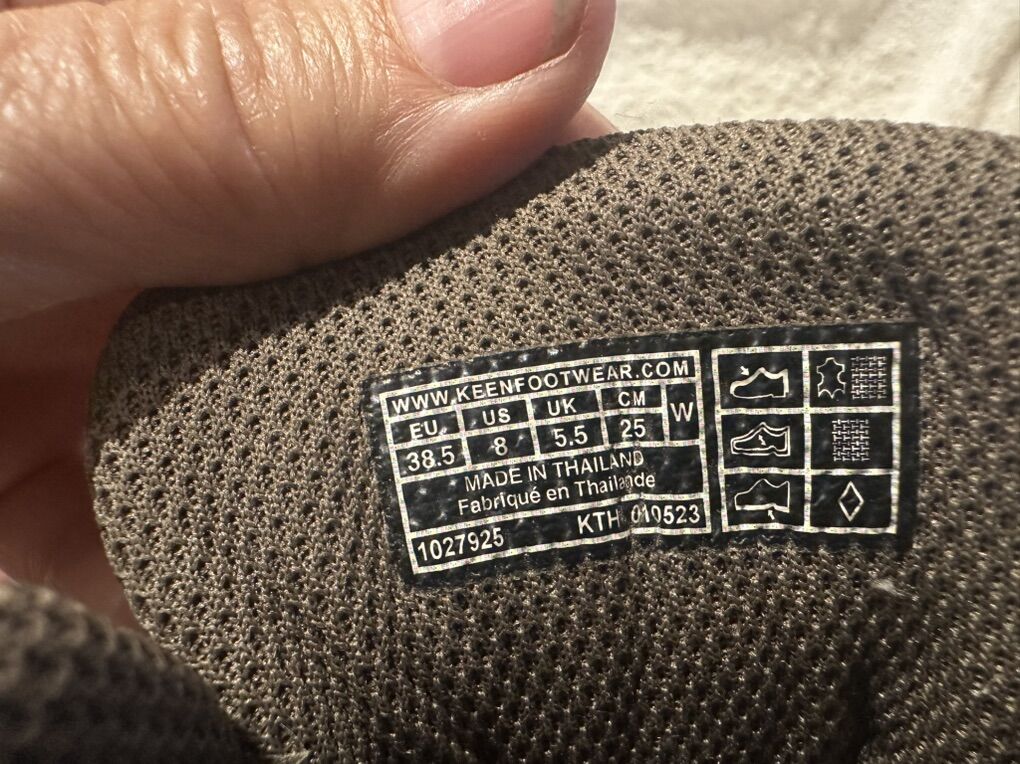 WWW.KEENFOOTWEAR.COM
EU US UK CM W
38.5 8 5.5 25
MADE IN THAILAND
Fabriqué en Thailande
1027925 KTH 010523